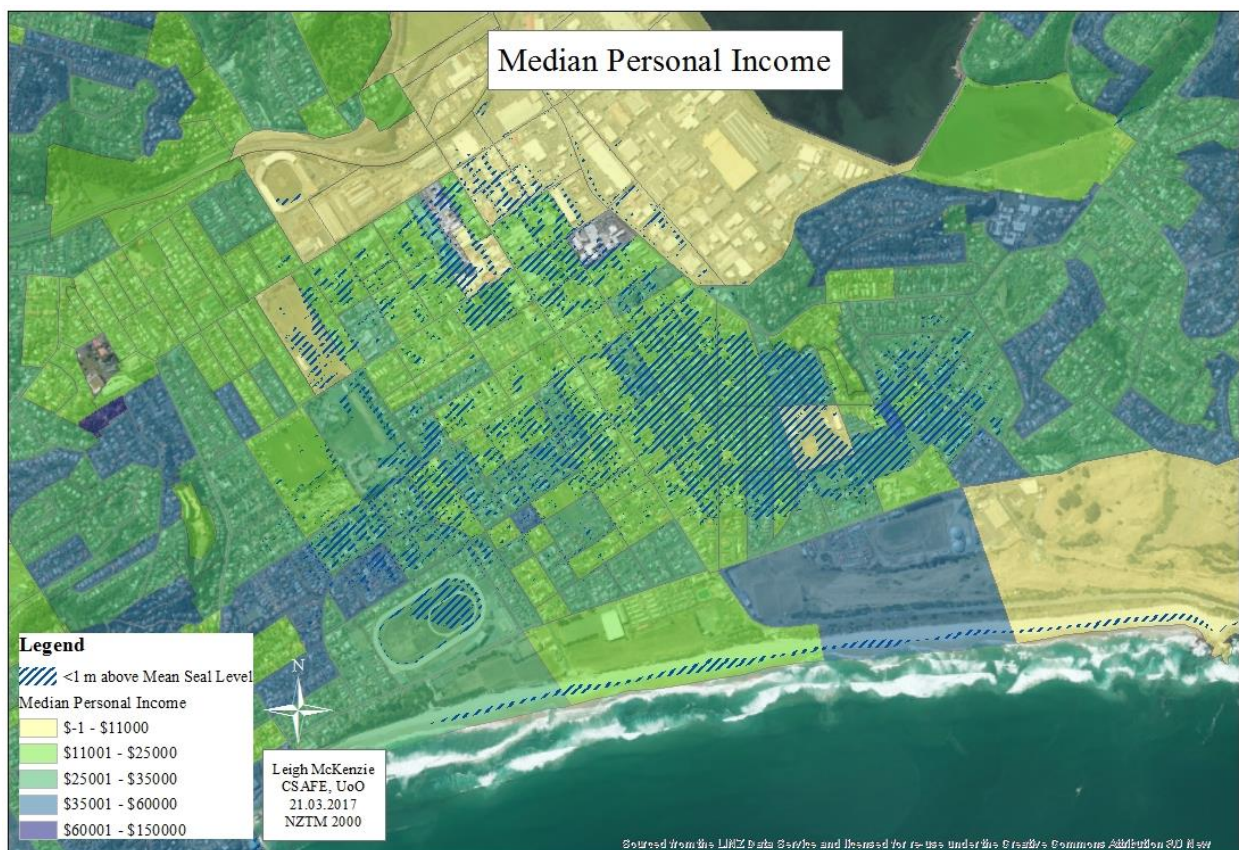 Median Personal Income
Legend
<1 m above Mean Seal Level
Median Personal Income
$-1 - $11000
$11001 - $25000
$25001 - $35000
$35001 - $60000
$60001 - $150000
N
Leigh McKenzie
CSAFE, UoO
21.03.2017
NZTM 2000
Sourced from the LINZ Data Service and licensed for re-use under the Creative Commons Attribution 3.0 New